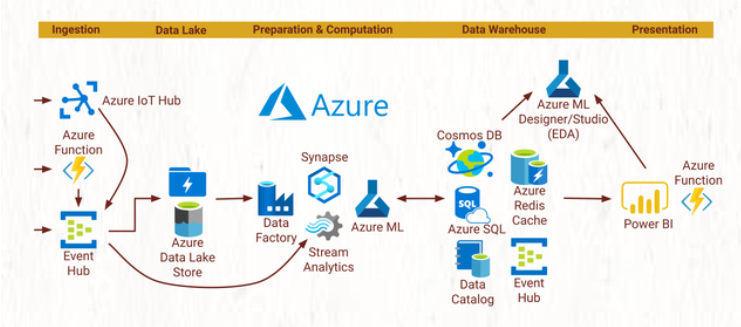 Ingestion
Data Lake
Preparation & Computation
Data Warehouse
Presentation
Azure IoT Hub
Azure
Function
Event
Hub
Azure
Data Lake
Store
Azure
Synapse
Data
Factory
Stream
Analytics
Azure ML
Cosmos DB
SQL
Azure SQL
Azure
Redis
Cache
Data
Catalog
Event
Hub
Azure ML
Designer/Studio
(EDA)
Power BI
Azure
Function